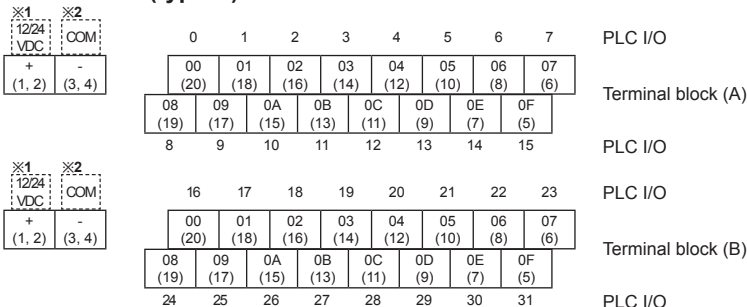 ※1 ※2
12/24 VDC COM
0 1 2 3 4 5 6 7 PLC I/O
+ - 00 01 02 03 04 05 06 07
(1, 2) (3, 4) (20) (18) (16) (14) (12) (10) (8) (6)
Terminal block (A)
08 09 0A 0B 0C 0D 0E 0F
(19) (17) (15) (13) (11) (9) (7) (5)
8 9 10 11 12 13 14 15 PLC I/O
※1 ※2
12/24 VDC COM
16 17 18 19 20 21 22 23 PLC I/O
+ - 00 01 02 03 04 05 06 07
(1, 2) (3, 4) (20) (18) (16) (14) (12) (10) (8) (6)
Terminal block (B)
08 09 0A 0B 0C 0D 0E 0F
(19) (17) (15) (13) (11) (9) (7) (5)
24 25 26 27 28 29 30 31 PLC I/O